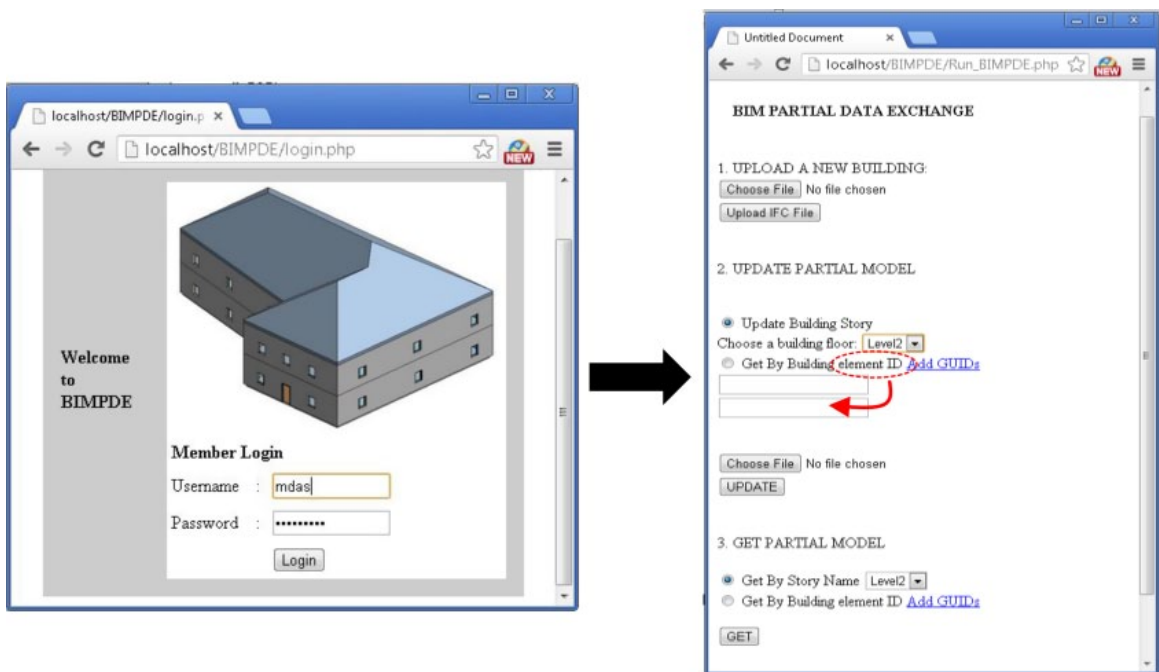 localhost/BIMPDE/login.p
localhost/BIMPDE/login.php
NEW
Welcome
to
BIMPDE
Member Login
Username :
mdas
Password :
Login
Untitled Document
localhost/BIMPDE/Run_BIMPDE.php
NEW
BIM PARTIAL DATA EXCHANGE
1. UPLOAD A NEW BUILDING:
Choose File No file chosen
Upload IFC File
2. UPDATE PARTIAL MODEL
Update Building Story
Choose a building floor: Level2
Get By Building element ID Add GUIDs
Choose File No file chosen
UPDATE
3. GET PARTIAL MODEL
Get By Story Name Level2
Get By Building element ID Add GUIDs
GET